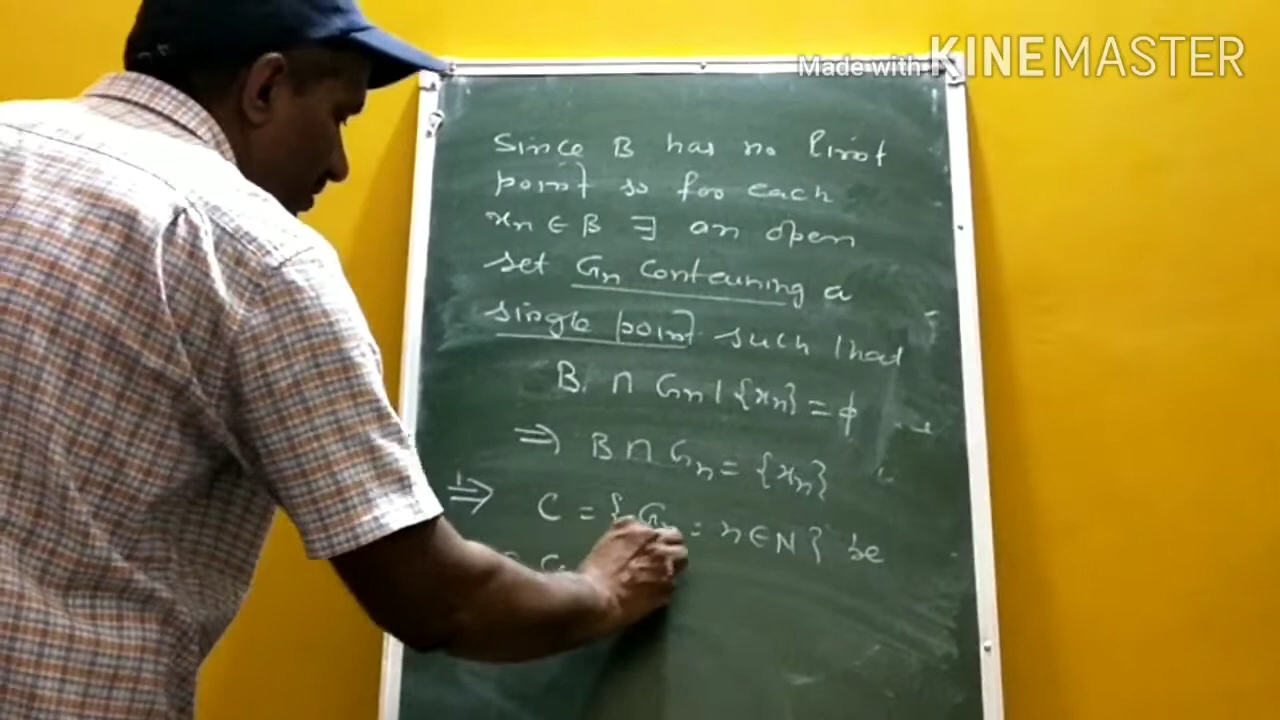 Made with KINEMASTER
Since B has no limit
point so for each
xn ∈ B ∃ an open
set Gn containing a
single point such that
B ∩ Gn | {xn} = φ
⇒ B ∩ Gn = {xn}
⇒ C = { Gn : n ∈ N } be